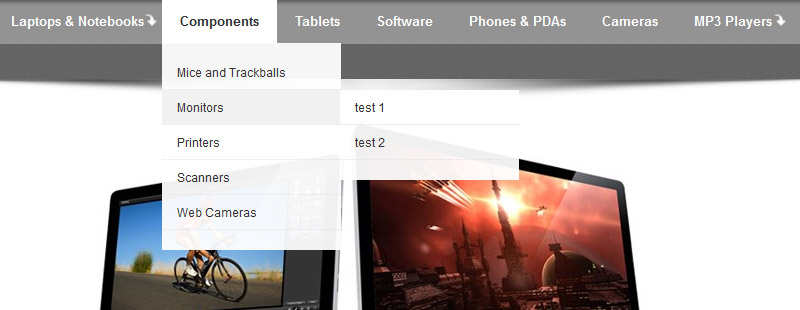 Laptops & Notebooks Components Tablets Software Phones & PDAs Cameras MP3 Players
Mice and Trackballs
Monitors test 1
Printers test 2
Scanners
Web Cameras